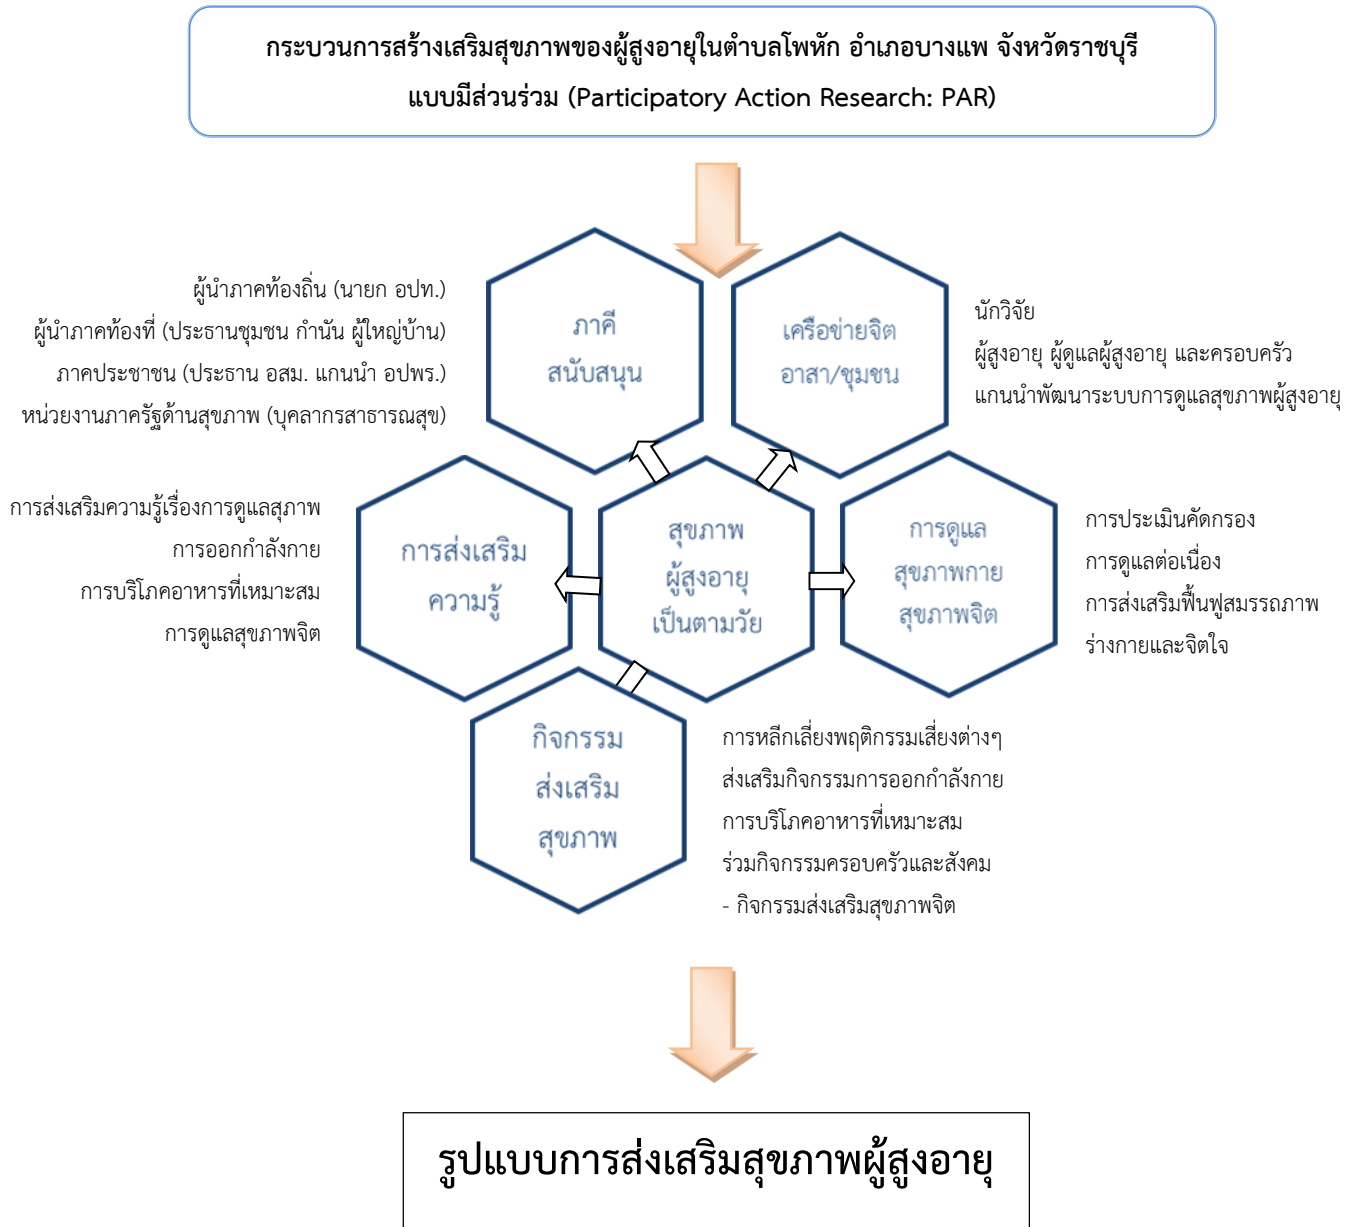 กระบวนการสร้างเสริมสุขภาพของผู้สูงอายุในตำบลโพหัก อำเภอบางแพ จังหวัดราชบุรี
แบบมีส่วนร่วม (Participatory Action Research: PAR)
ผู้นำภาคท้องถิ่น (นายก อปท.)
ผู้นำภาคท้องที่ (ประธานชุมชน กำนัน ผู้ใหญ่บ้าน)
ภาคประชาชน (ประธาน อสม. แกนนำ อปพร.)
หน่วยงานภาครัฐด้านสุขภาพ (บุคลากรสาธารณสุข)
ภาคี
สนับสนุน
เครือข่ายจิต
อาสา/ชุมชน
นักวิจัย
ผู้สูงอายุ ผู้ดูแลผู้สูงอายุ และครอบครัว
แกนนำพัฒนาระบบการดูแลสุขภาพผู้สูงอายุ
การส่งเสริมความรู้เรื่องการดูแลสุภาพ
การออกกำลังกาย
การบริโภคอาหารที่เหมาะสม
การดูแลสุขภาพจิต
การส่งเสริม
ความรู้
สุขภาพ
ผู้สูงอายุ
เป็นตามวัย
การดูแล
สุขภาพกาย
สุขภาพจิต
การประเมินคัดกรอง
การดูแลต่อเนื่อง
การส่งเสริมฟื้นฟูสมรรถภาพ
ร่างกายและจิตใจ
กิจกรรม
ส่งเสริม
สุขภาพ
การหลีกเลี่ยงพฤติกรรมเสี่ยงต่างๆ
ส่งเสริมกิจกรรมการออกกำลังกาย
การบริโภคอาหารที่เหมาะสม
ร่วมกิจกรรมครอบครัวและสังคม
- กิจกรรมส่งเสริมสุขภาพจิต
รูปแบบการส่งเสริมสุขภาพผู้สูงอายุ